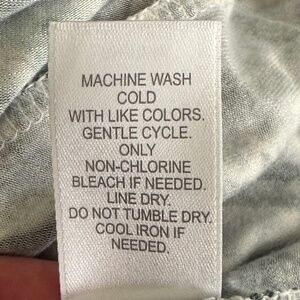 MACHINE WASH
COLD
WITH LIKE COLORS.
GENTLE CYCLE.
ONLY
NON-CHLORINE
BLEACH IF NEEDED.
LINE DRY.
DO NOT TUMBLE DRY.
COOL IRON IF
NEEDED.